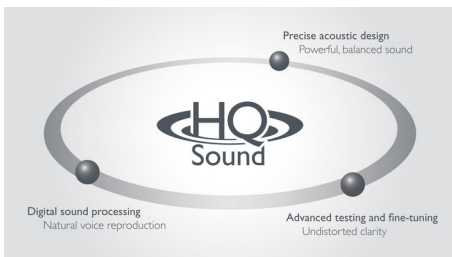 Precise acoustic design
Powerful, balanced sound
HQ
Sound
Digital sound processing
Natural voice reproduction
Advanced testing and fine-tuning
Undistorted clarity